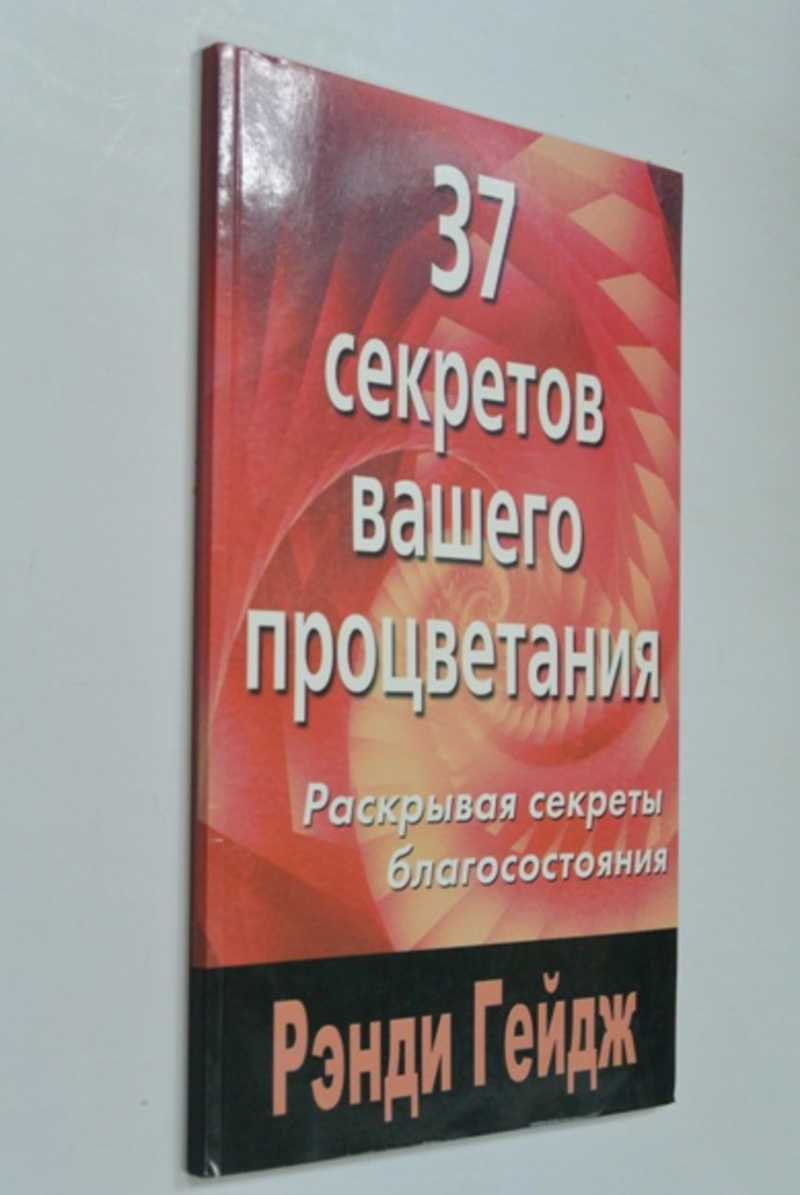 37
секретов
вашего
процветания
Раскрывая секреты
благосостояния
Рэнди Гейдж